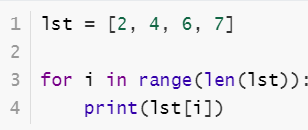 1 lst = [2, 4, 6, 7]
2
3 for i in range(len(lst)):
4     print(lst[i])